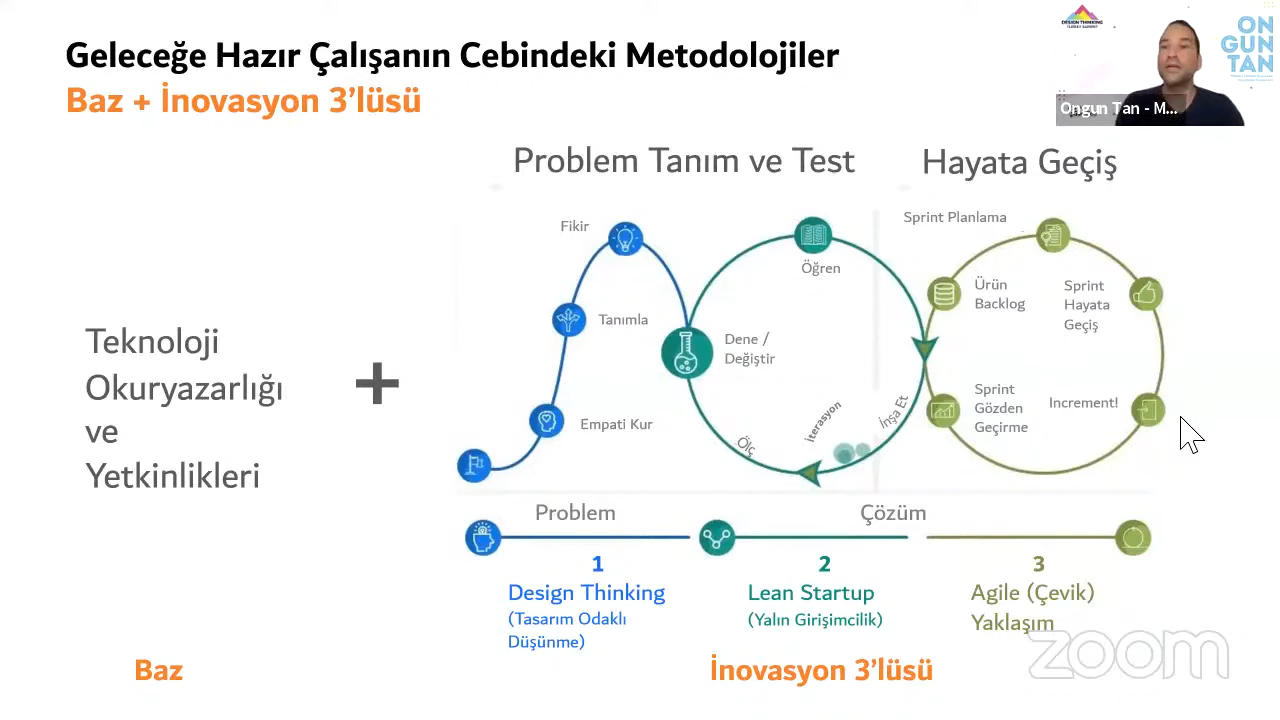 Geleceğe Hazır Çalışanın Cebindeki Metodolojiler
Baz + İnovasyon 3’lüsü
DESIGN THINKING
ON
GUN
TAN
Ongun Tan - M...
Problem Tanım ve Test
Hayata Geçiş
Fikir
Tanımla
Empati Kur
Öğren
Dene /
Değiştir
Ölç
İterasyon
İnşa Et
Sprint Planlama
Ürün
Backlog
Sprint
Hayata
Geçiş
Sprint
Gözden
Geçirme
Increment!
Teknoloji
Okuryazarlığı
ve
Yetkinlikleri
+
Problem
Çözüm
1
Design Thinking
(Tasarım Odaklı
Düşünme)
2
Lean Startup
(Yalın Girişimcilik)
3
Agile (Çevik)
Yaklaşım
zoom
Baz
İnovasyon 3’lüsü